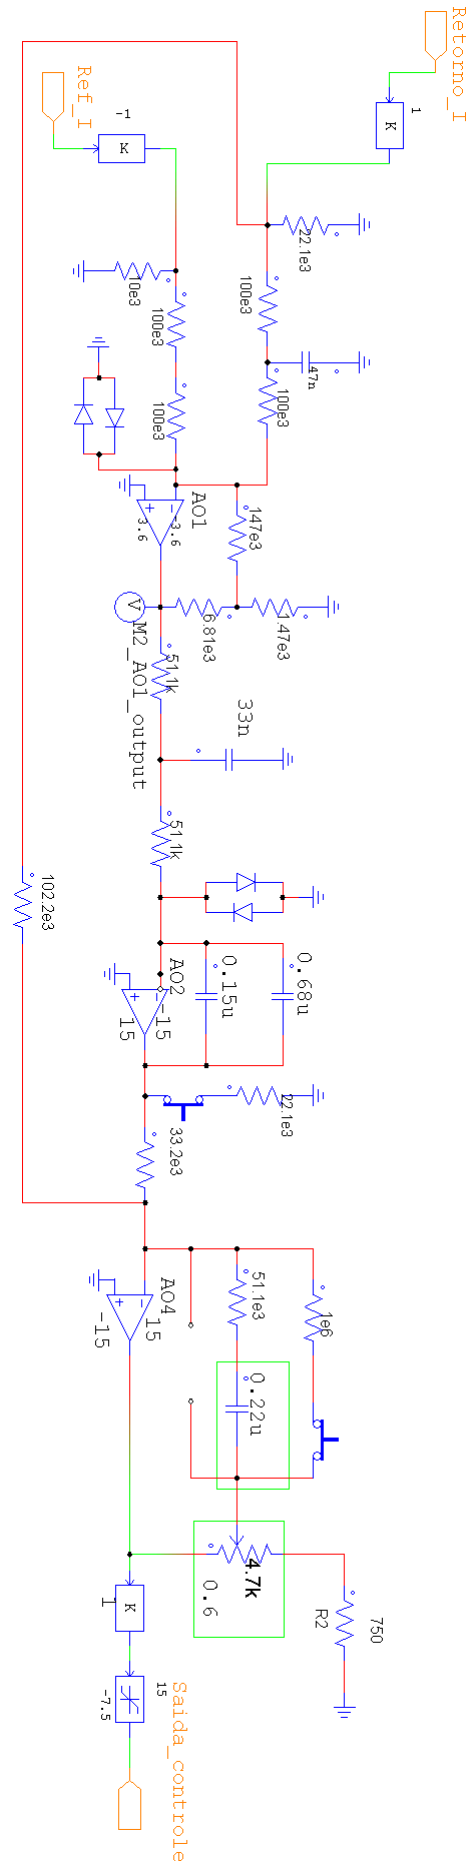 Retorno_I
1
K
Ref_I
-1
K
22.1e3
10e3
100e3
100e3
47n
100e3
100e3
AO1
+
-
3.6
-3.6
147e3
V
M2_AO1_output
6.81e3
1.47e3
51.1k
33n
51.1k
102.2e3
AO2
+
-
15
-15
0.15u
0.68u
22.1e3
33.2e3
AO4
+
-
-15
15
51.1e3
1e6
0.22u
4.7k
0.6
750
R2
K
1
15
-7.5
Saida_controle